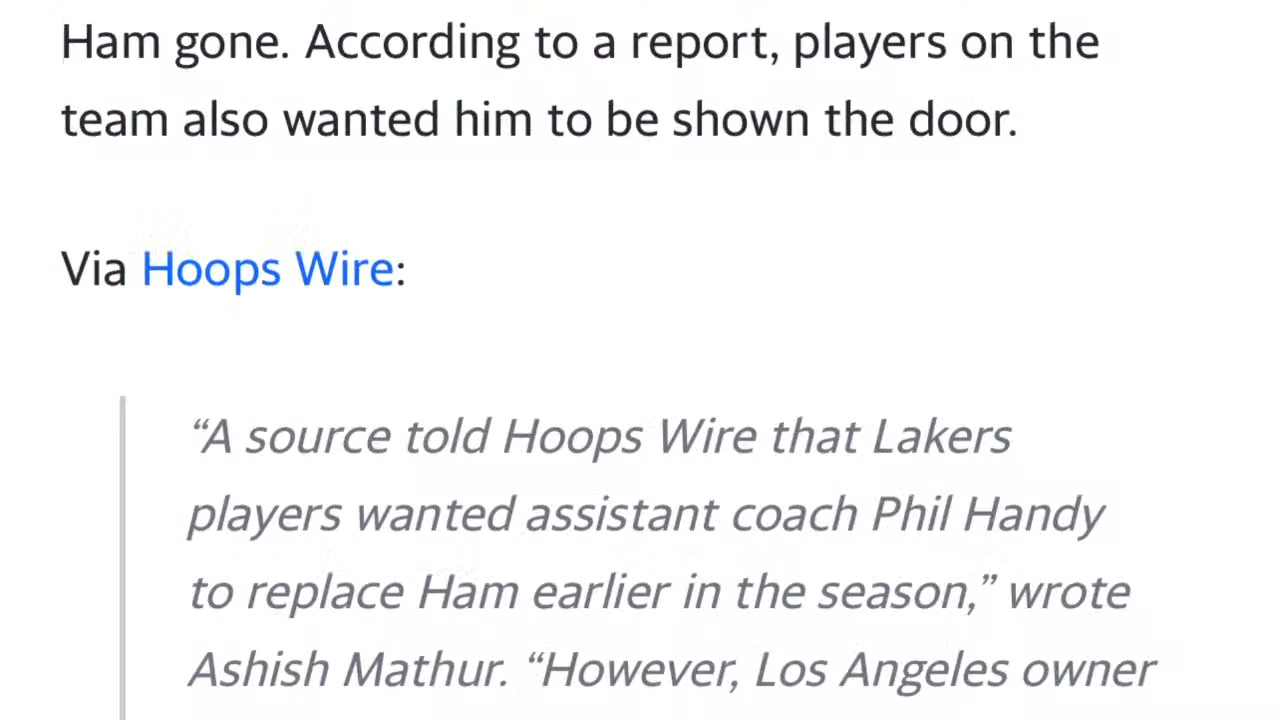 Ham gone. According to a report, players on the
team also wanted him to be shown the door.
Via Hoops Wire:
“A source told Hoops Wire that Lakers
players wanted assistant coach Phil Handy
to replace Ham earlier in the season,” wrote
Ashish Mathur. “However, Los Angeles owner